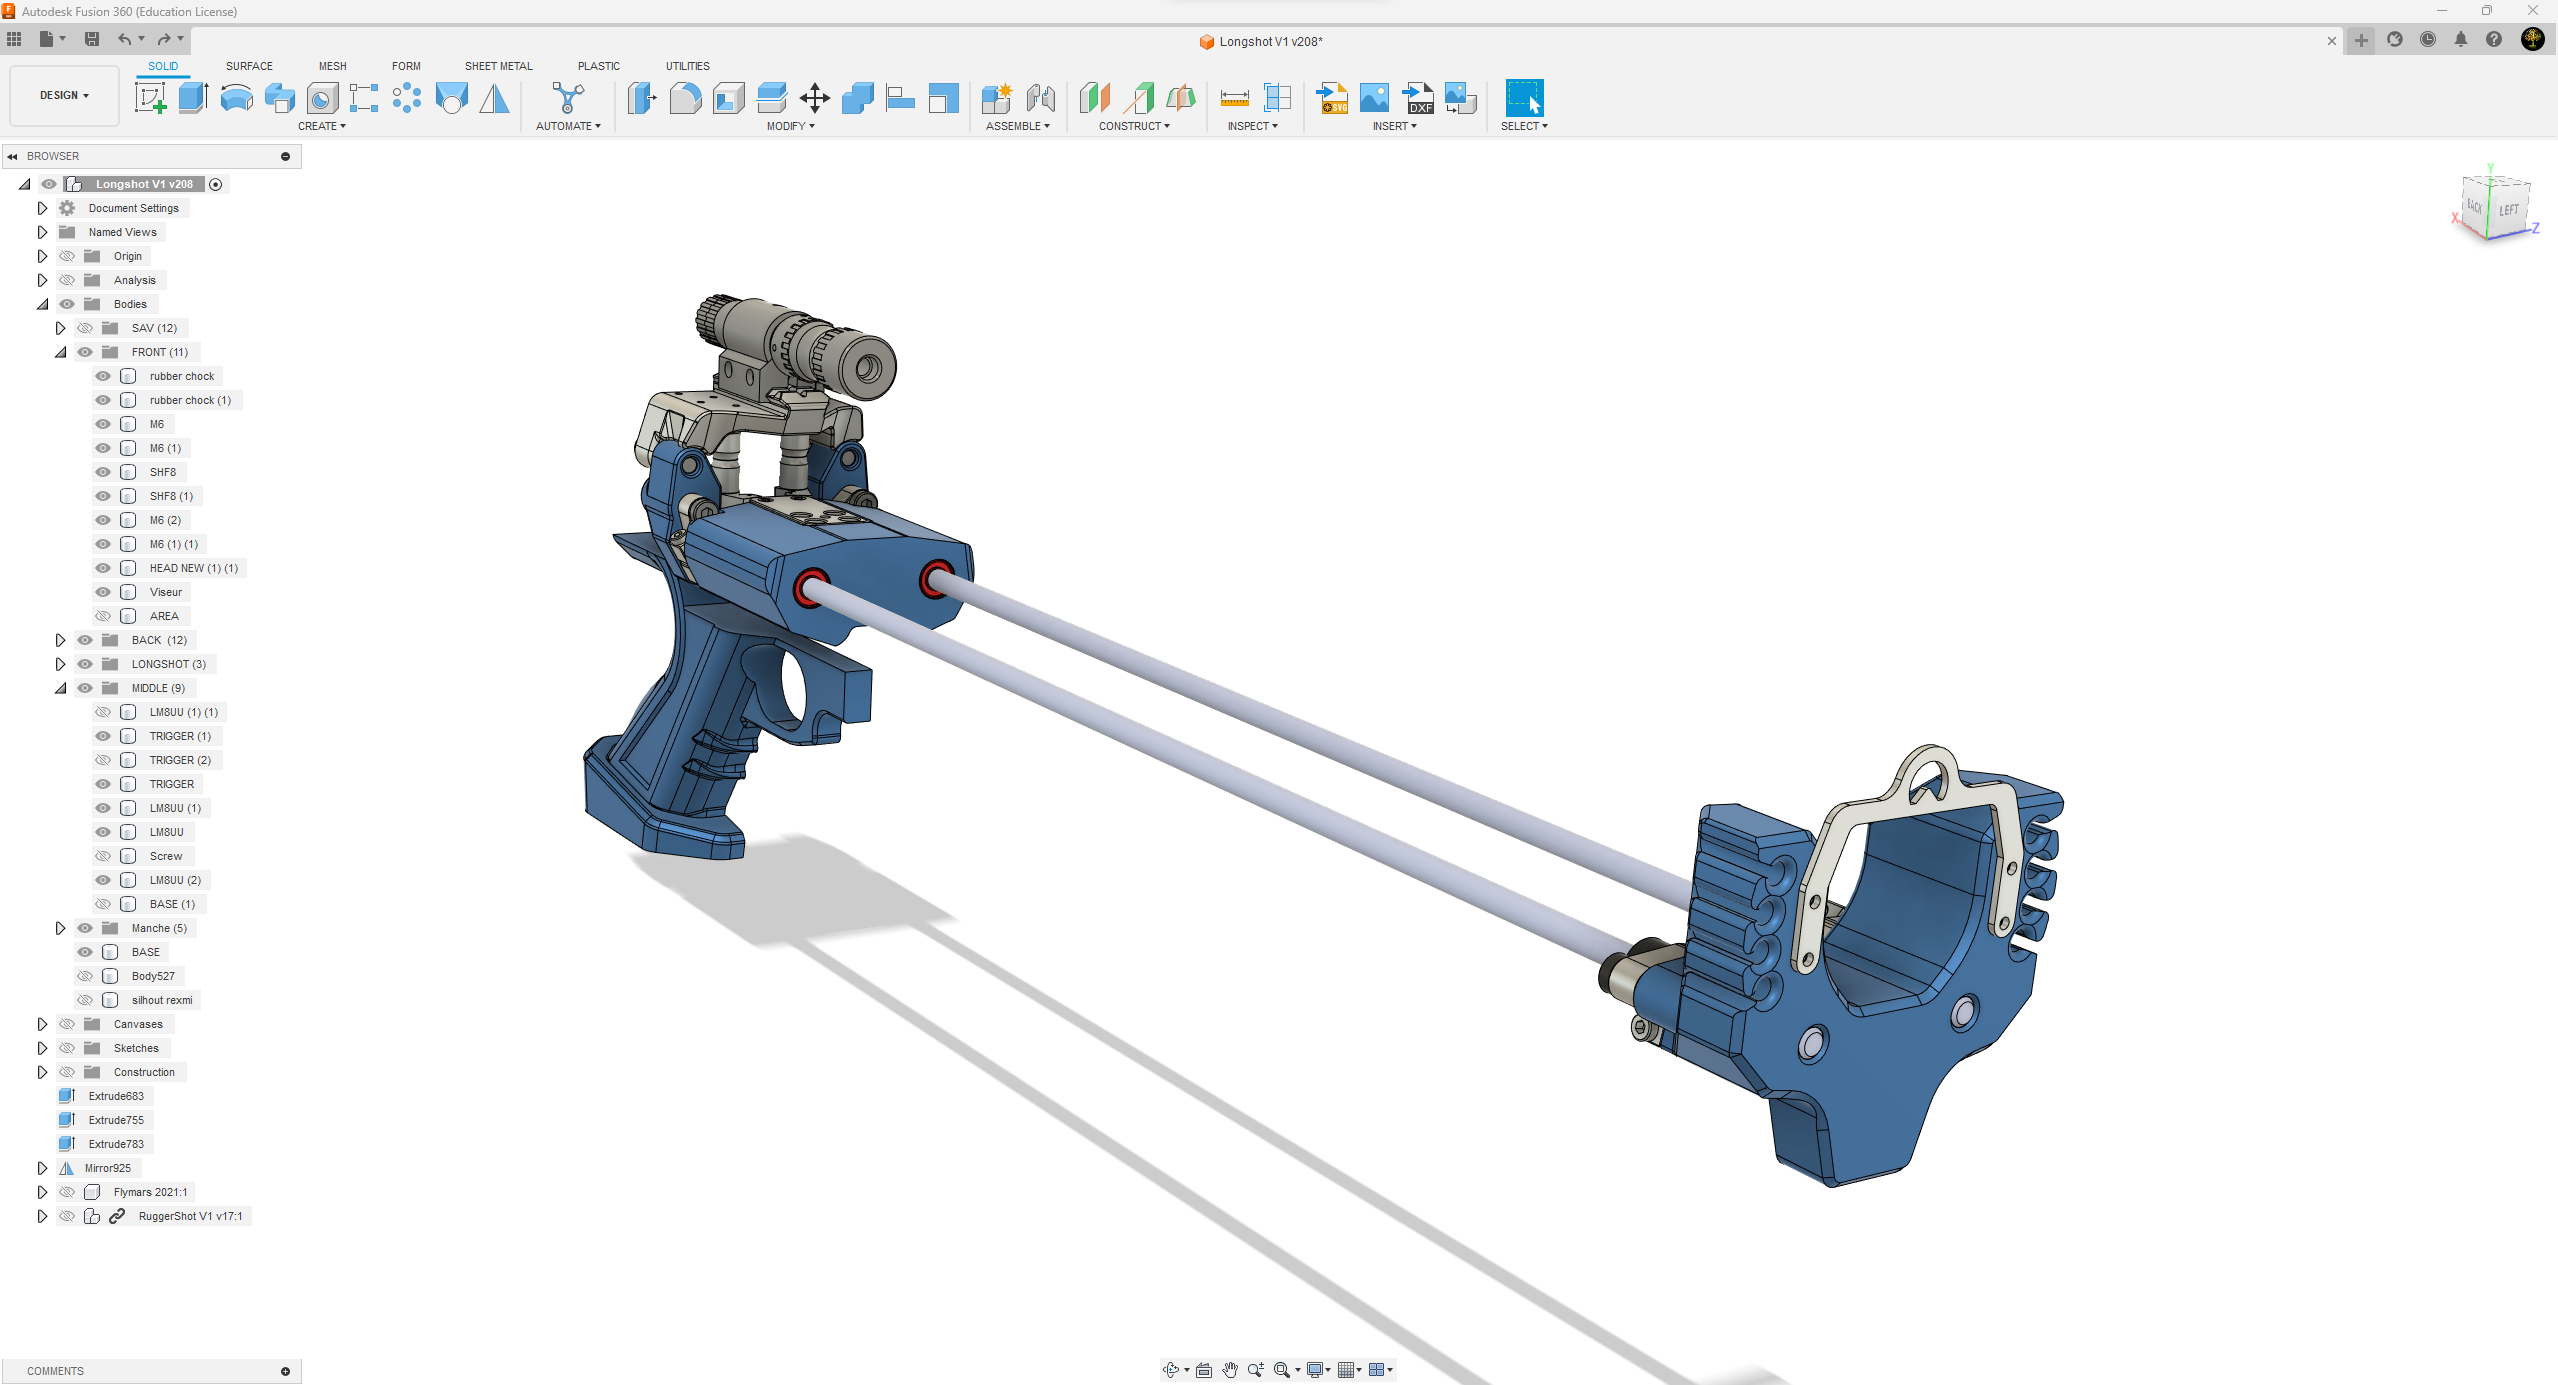 Autodesk Fusion 360 (Education License)
Longshot V1 v208*
SOLID SURFACE MESH FORM SHEET METAL PLASTIC UTILITIES
DESIGN
CREATE AUTOMATE MODIFY ASSEMBLE CONSTRUCT INSPECT INSERT SELECT
SVG
DXF
BROWSER
Longshot V1 v208
Document Settings
Named Views
Origin
Analysis
Bodies
SAV (12)
FRONT (11)
rubber chock
rubber chock (1)
M6
M6 (1)
SHF8
SHF8 (1)
M6 (2)
M6 (1) (1)
HEAD NEW (1) (1)
Viseur
AREA
BACK (12)
LONGSHOT (3)
MIDDLE (9)
LM8UU (1) (1)
TRIGGER (1)
TRIGGER (2)
TRIGGER
LM8UU (1)
LM8UU
Screw
LM8UU (2)
BASE (1)
Manche (5)
BASE
Body527
silhout rexmi
Canvases
Sketches
Construction
Extrude683
Extrude755
Extrude783
Mirror925
Flymars 2021:1
RuggerShot V1 v17:1
COMMENTS
Y
BACK LEFT
X
Z